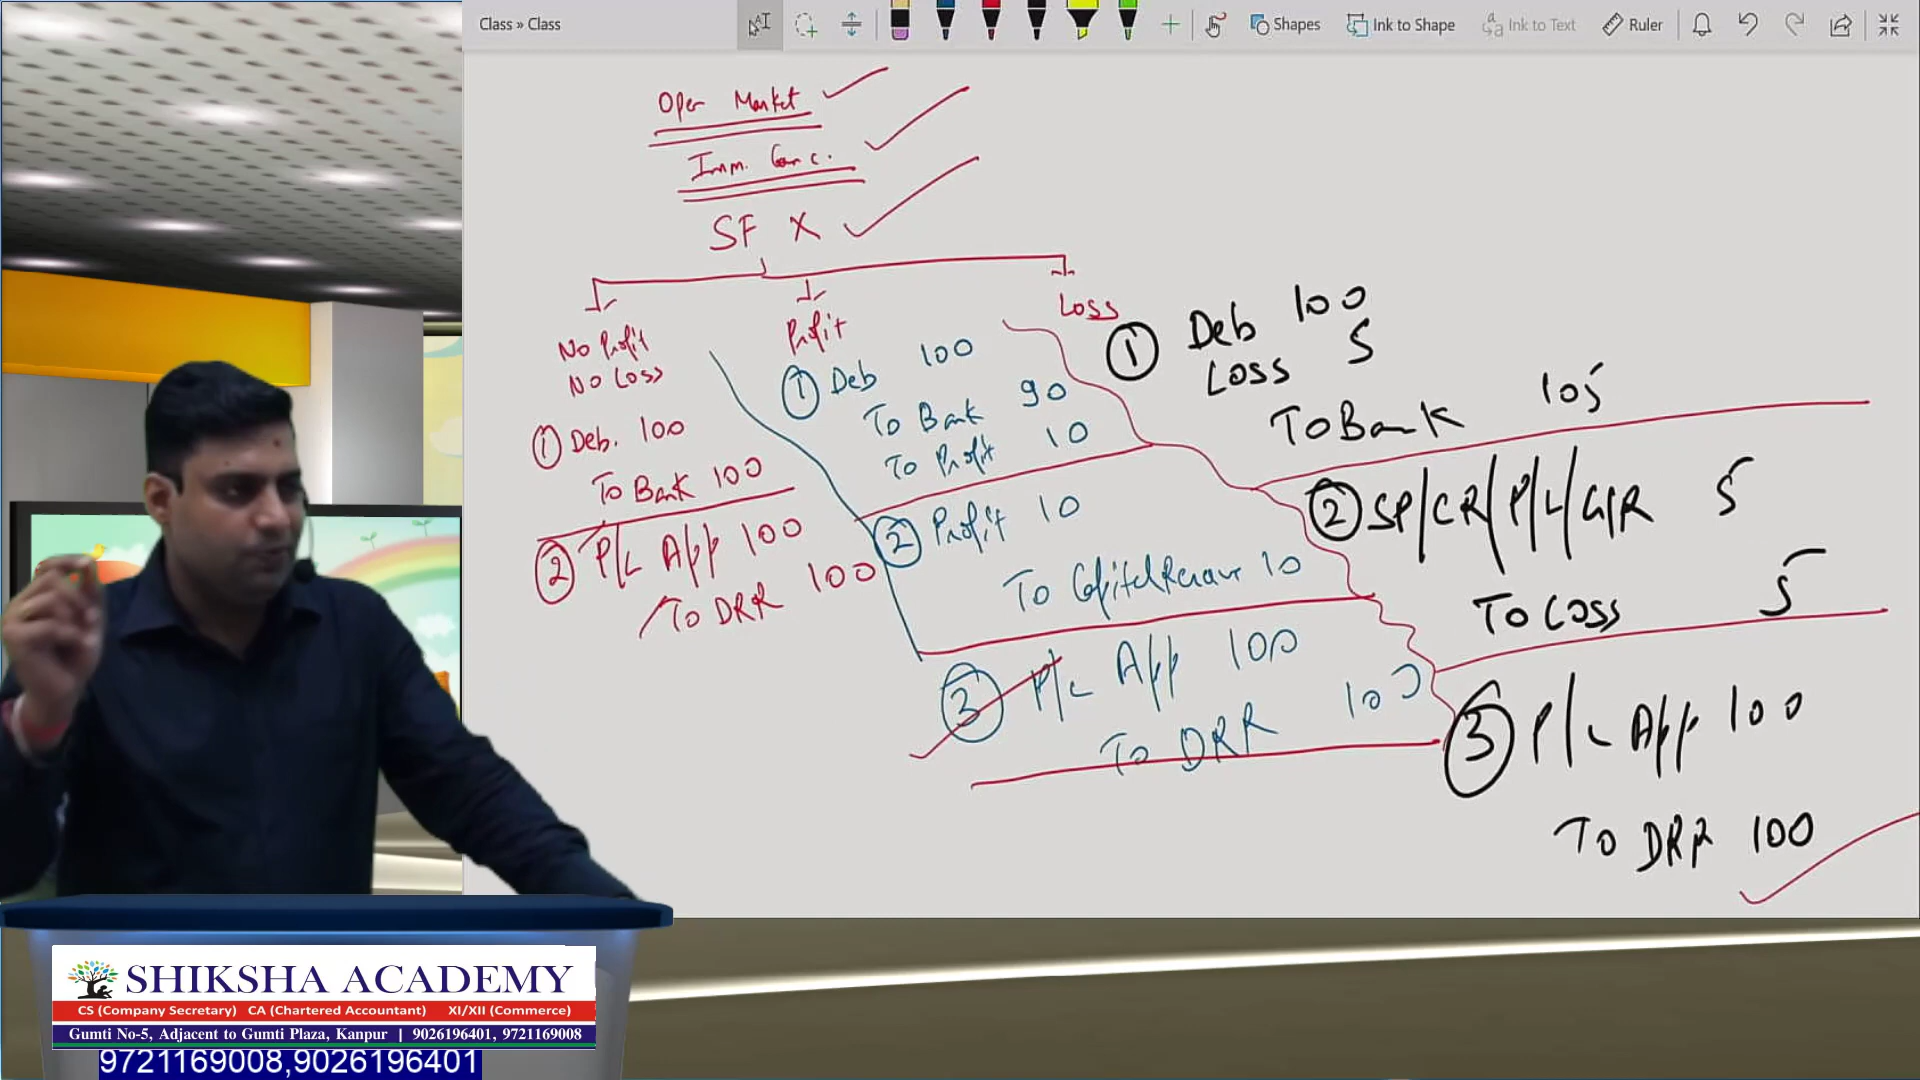 Class » Class
Shapes
Ink to Shape
Ink to Text
Ruler
Open Market
Imm. Canc.
SF X
No Profit
No Loss
① Deb. 100
To Bank 100
② P/L App 100
To DRR 100
Profit
① Deb 100
To Bank 90
To Profit 10
② Profit 10
To Capital Reserve 10
③ P/L App 100
To DRR 100
Loss
① Deb 100
Loss 5
To Bank 105
② SP/CR/P/L/G/R 5
To Loss 5
③ P/L App 100
To DRR 100
SHIKSHA ACADEMY
CS (Company Secretary) CA (Chartered Accountant) XI/XII (Commerce)
Gumti No-5, Adjacent to Gumti Plaza, Kanpur | 9026196401, 9721169008
9721169008,9026196401